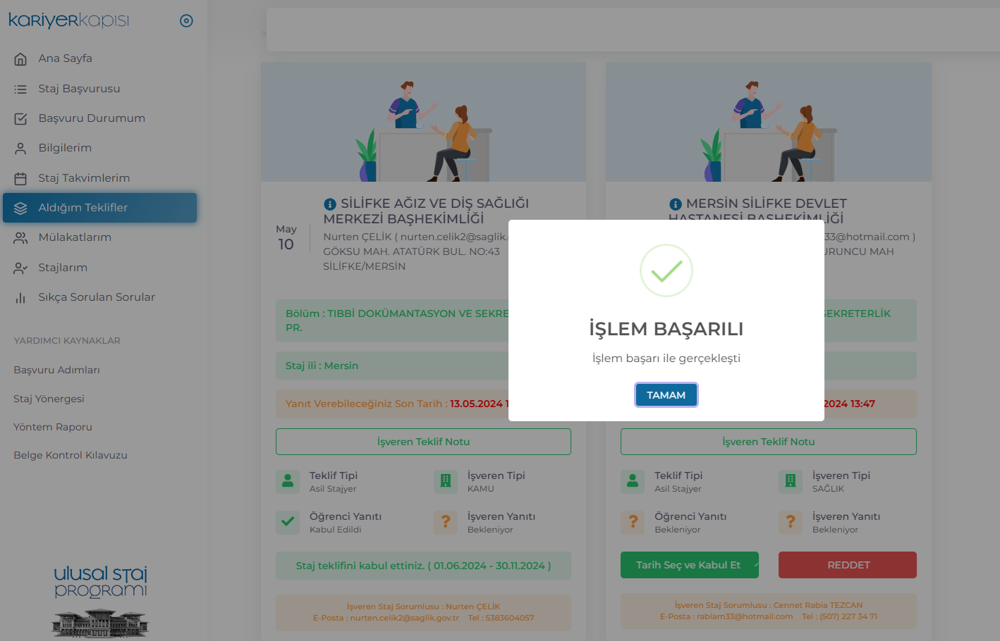 kariyerkapısı
Ana Sayfa
Staj Başvurusu
Başvuru Durumum
Bilgilerim
Staj Takvimlerim
Aldığım Teklifler
Mülakatlarım
Stajlarım
Sıkça Sorulan Sorular
YARDIMCI KAYNAKLAR
Başvuru Adımları
Staj Yönergesi
Yöntem Raporu
Belge Kontrol Kılavuzu
ulusal staj
programı
May
10
SİLİFKE AĞIZ VE DİŞ SAĞLIĞI
MERKEZİ BAŞHEKİMLİĞİ
Nurten ÇELİK ( nurten.celik2@saglik.
GÖKSU MAH. ATATÜRK BUL. NO:43
SİLİFKE/MERSİN
Bölüm : TIBBİ DOKÜMANTASYON VE SEKRE
PR.
Staj ili : Mersin
Yanıt Verebileceğiniz Son Tarih : 13.05.2024 1
İşveren Teklif Notu
Teklif Tipi
Asil Stajyer
İşveren Tipi
KAMU
Öğrenci Yanıtı
Kabul Edildi
İşveren Yanıtı
Bekleniyor
Staj teklifini kabul ettiniz. ( 01.06.2024 - 30.11.2024 )
İşveren Staj Sorumlusu : Nurten ÇELİK
E-Posta : nurten.celik2@saglik.gov.tr Tel : 5383604057
MERSİN SİLİFKE DEVLET
HASTANESİ BAŞHEKİMLİĞİ
33@hotmail.com )
URUNCU MAH
SEKRETERLİK
2024 13:47
İşveren Teklif Notu
Teklif Tipi
Asil Stajyer
İşveren Tipi
SAĞLIK
Öğrenci Yanıtı
Bekleniyor
İşveren Yanıtı
Bekleniyor
Tarih Seç ve Kabul Et
REDDET
İşveren Staj Sorumlusu : Cennet Rabia TEZCAN
E-Posta : rabiam33@hotmail.com Tel : (507) 227 34 71
İŞLEM BAŞARILI
İşlem başarı ile gerçekleşti
TAMAM